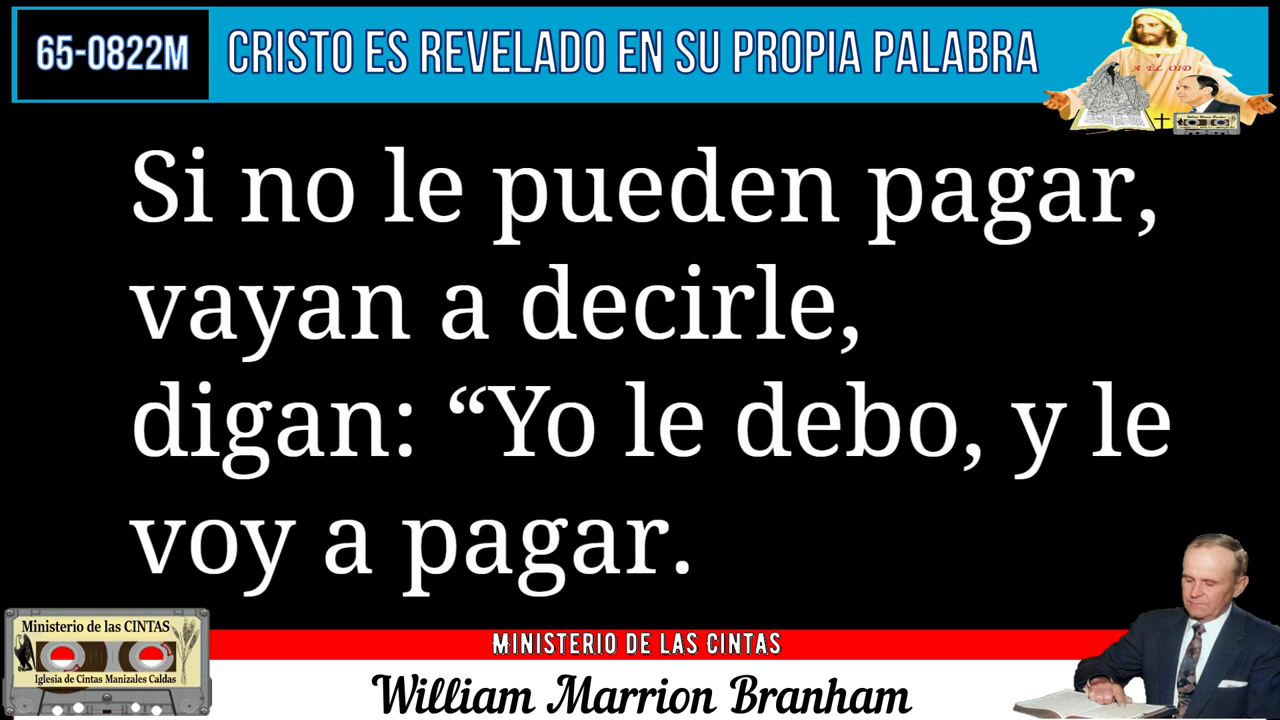 65-0822M CRISTO ES REVELADO EN SU PROPIA PALABRA
A ÉL OID
Si no le pueden pagar,
vayan a decirle,
digan: “Yo le debo, y le
voy a pagar.
Ministerio de las CINTAS
Iglesia de Cintas Manizales Caldas
MINISTERIO DE LAS CINTAS
William Marrion Branham